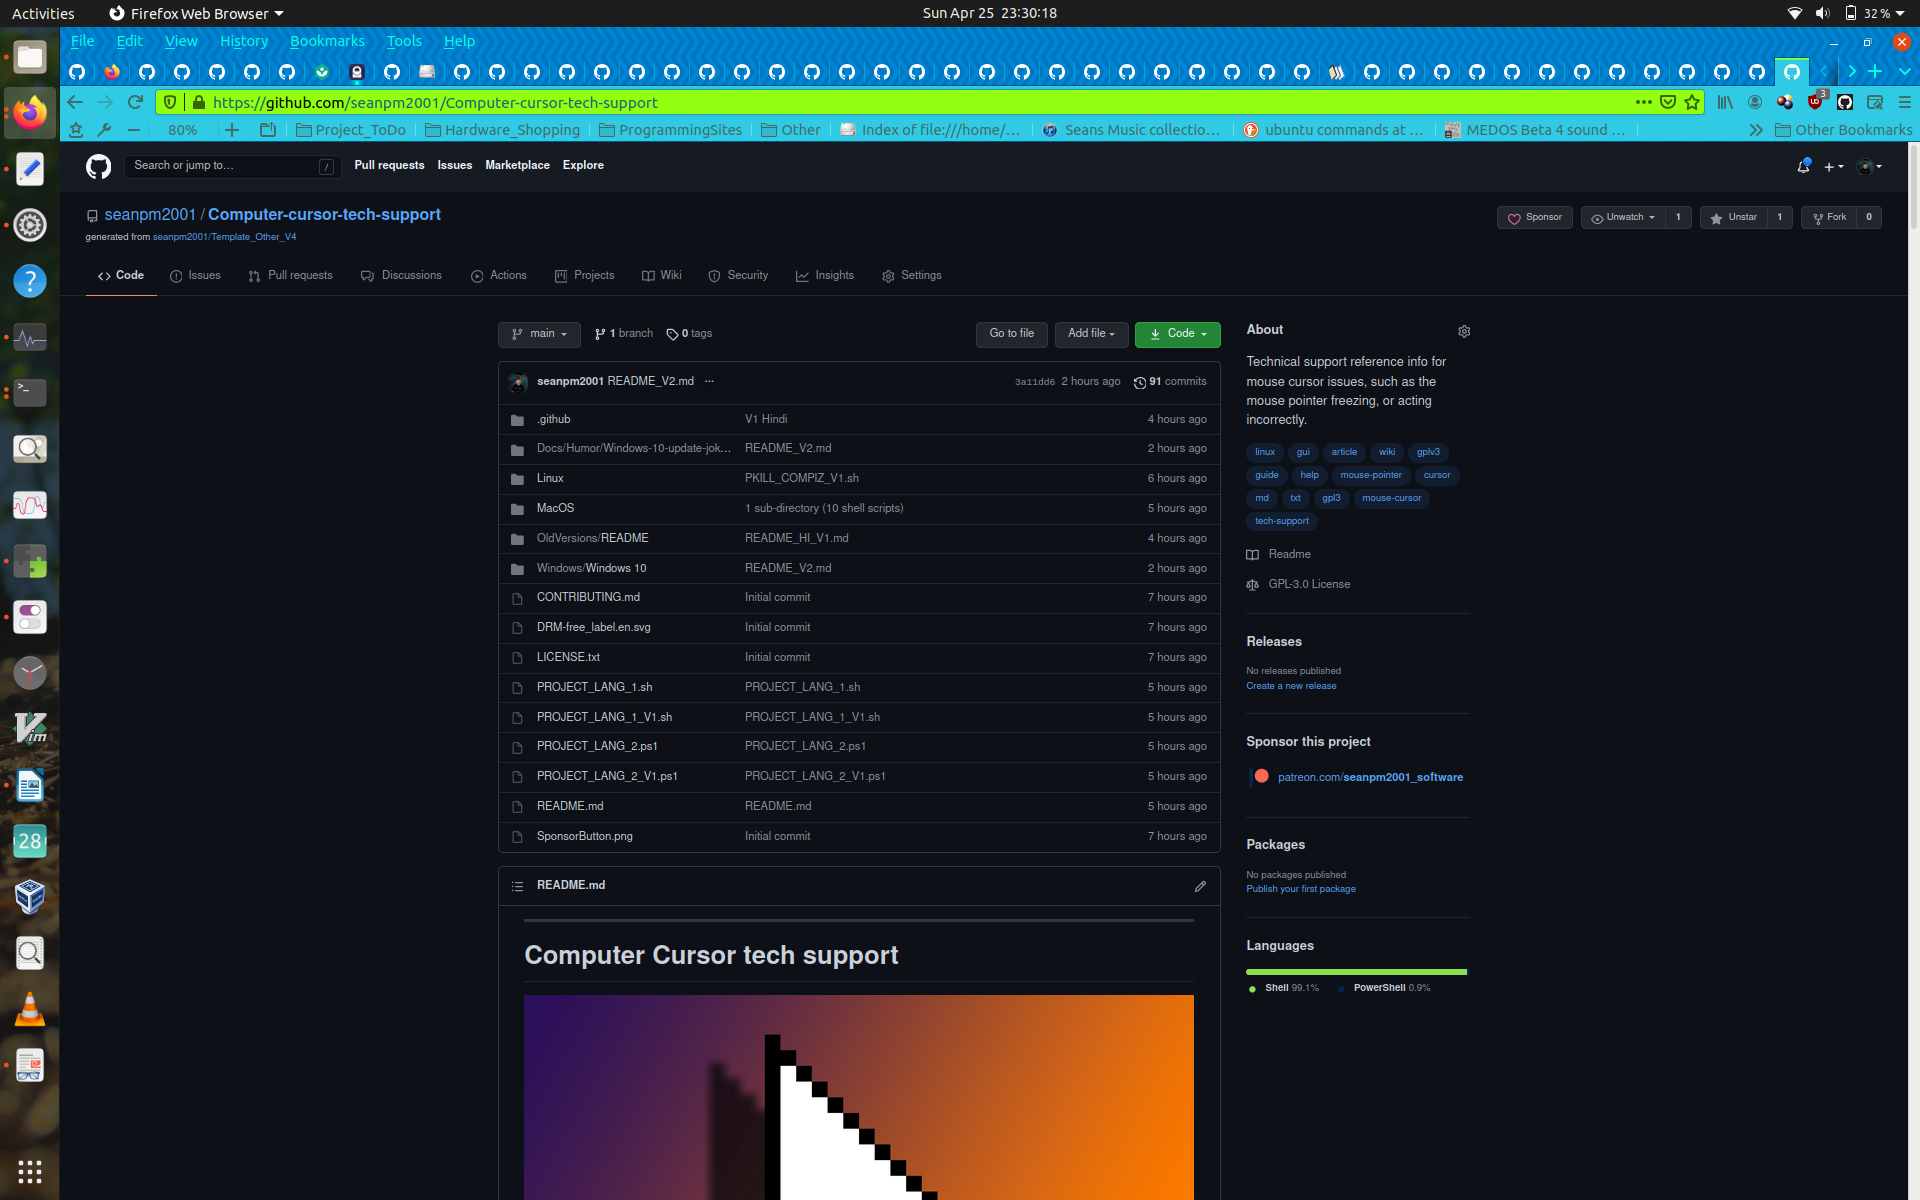 Activities Firefox Web Browser Sun Apr 25 23:30:18 32 %
File Edit View History Bookmarks Tools Help
https://github.com/seanpm2001/Computer-cursor-tech-support 3
80% Project_ToDo Hardware_Shopping ProgrammingSites Other Index of file:///home/... Seans Music collectio... ubuntu commands at ... MEDOS Beta 4 sound ... Other Bookmarks
Search or jump to... / Pull requests Issues Marketplace Explore
seanpm2001 / Computer-cursor-tech-support Sponsor Unwatch 1 Unstar 1 Fork 0
generated from seanpm2001/Template_Other_V4
Code Issues Pull requests Discussions Actions Projects Wiki Security Insights Settings
main 1 branch 0 tags Go to file Add file Code
seanpm2001 README_V2.md ... 3a11dd6 2 hours ago 91 commits
.github V1 Hindi 4 hours ago
Docs/Humor/Windows-10-update-jok... README_V2.md 2 hours ago
Linux PKILL_COMPIZ_V1.sh 6 hours ago
MacOS 1 sub-directory (10 shell scripts) 5 hours ago
OldVersions/README README_HI_V1.md 4 hours ago
Windows/Windows 10 README_V2.md 2 hours ago
CONTRIBUTING.md Initial commit 7 hours ago
DRM-free_label.en.svg Initial commit 7 hours ago
LICENSE.txt Initial commit 7 hours ago
PROJECT_LANG_1.sh PROJECT_LANG_1.sh 5 hours ago
PROJECT_LANG_1_V1.sh PROJECT_LANG_1_V1.sh 5 hours ago
PROJECT_LANG_2.ps1 PROJECT_LANG_2.ps1 5 hours ago
PROJECT_LANG_2_V1.ps1 PROJECT_LANG_2_V1.ps1 5 hours ago
README.md README.md 5 hours ago
SponsorButton.png Initial commit 7 hours ago
README.md
Computer Cursor tech support
About
Technical support reference info for
mouse cursor issues, such as the
mouse pointer freezing, or acting
incorrectly.
linux gui article wiki gplv3
guide help mouse-pointer cursor
md txt gpl3 mouse-cursor
tech-support
Readme
GPL-3.0 License
Releases
No releases published
Create a new release
Sponsor this project
patreon.com/seanpm2001_software
Packages
No packages published
Publish your first package
Languages
Shell 99.1% PowerShell 0.9%
Vim
28